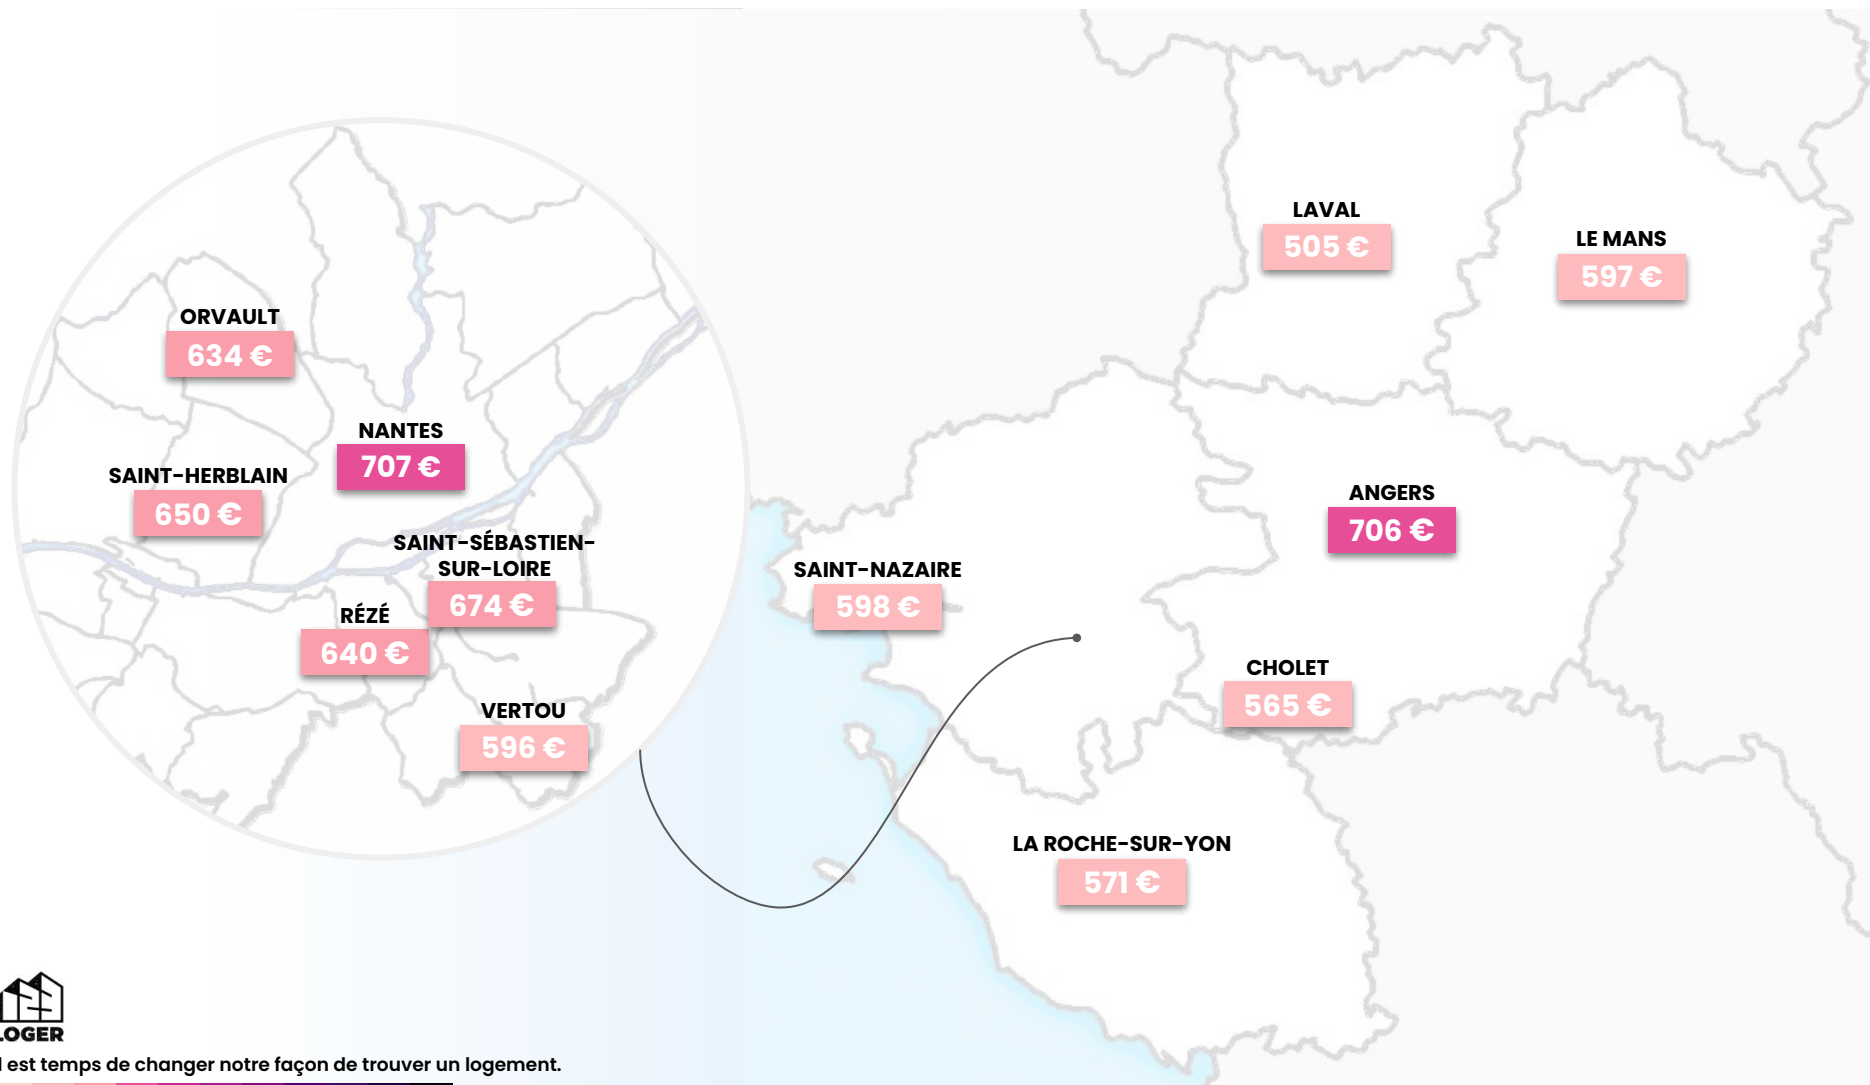 LAVAL
505 €
LE MANS
597 €
ORVAULT
634 €
NANTES
707 €
SAINT-HERBLAIN
650 €
ANGERS
706 €
SAINT-SÉBASTIEN-
SUR-LOIRE
674 €
SAINT-NAZAIRE
598 €
RÉZÉ
640 €
CHOLET
565 €
VERTOU
596 €
LA ROCHE-SUR-YON
571 €
LOGER
l est temps de changer notre façon de trouver un logement.